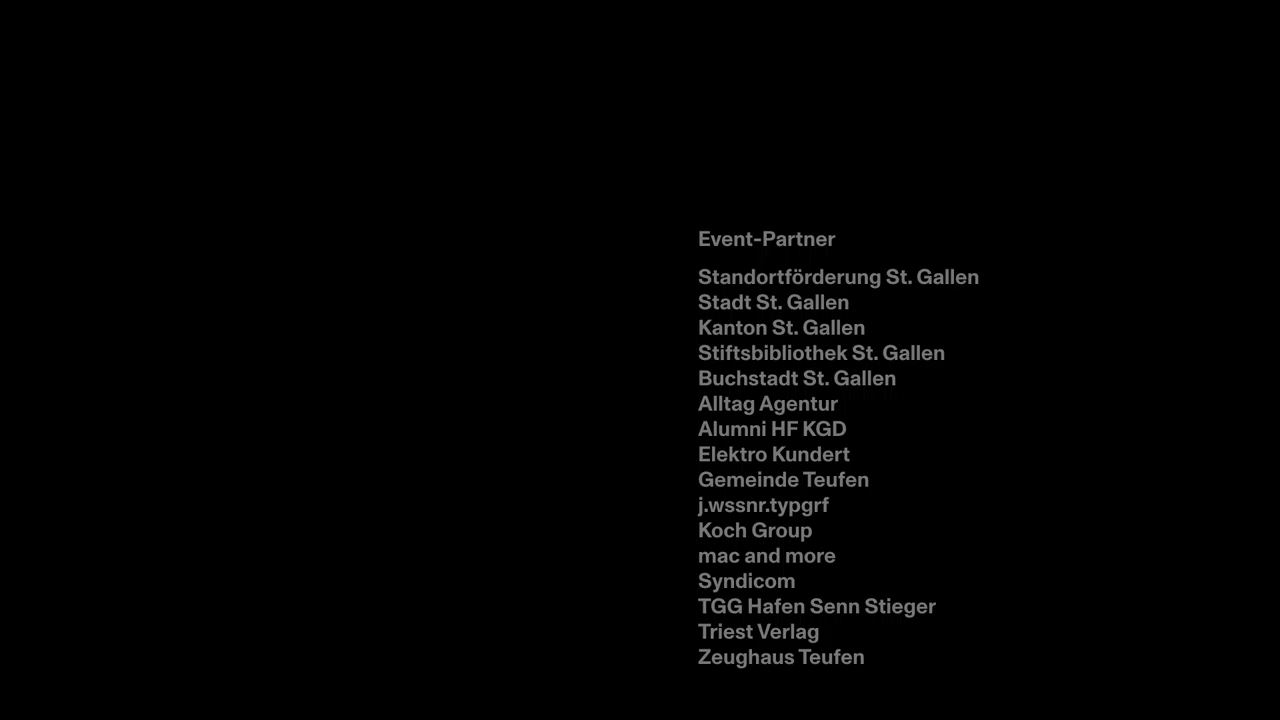 Event-Partner
Standortförderung St. Gallen
Stadt St. Gallen
Kanton St. Gallen
Stiftsbibliothek St. Gallen
Buchstadt St. Gallen
Alltag Agentur
Alumni HF KGD
Elektro Kundert
Gemeinde Teufen
j.wssnr.typgrf
Koch Group
mac and more
Syndicom
TGG Hafen Senn Stieger
Triest Verlag
Zeughaus Teufen